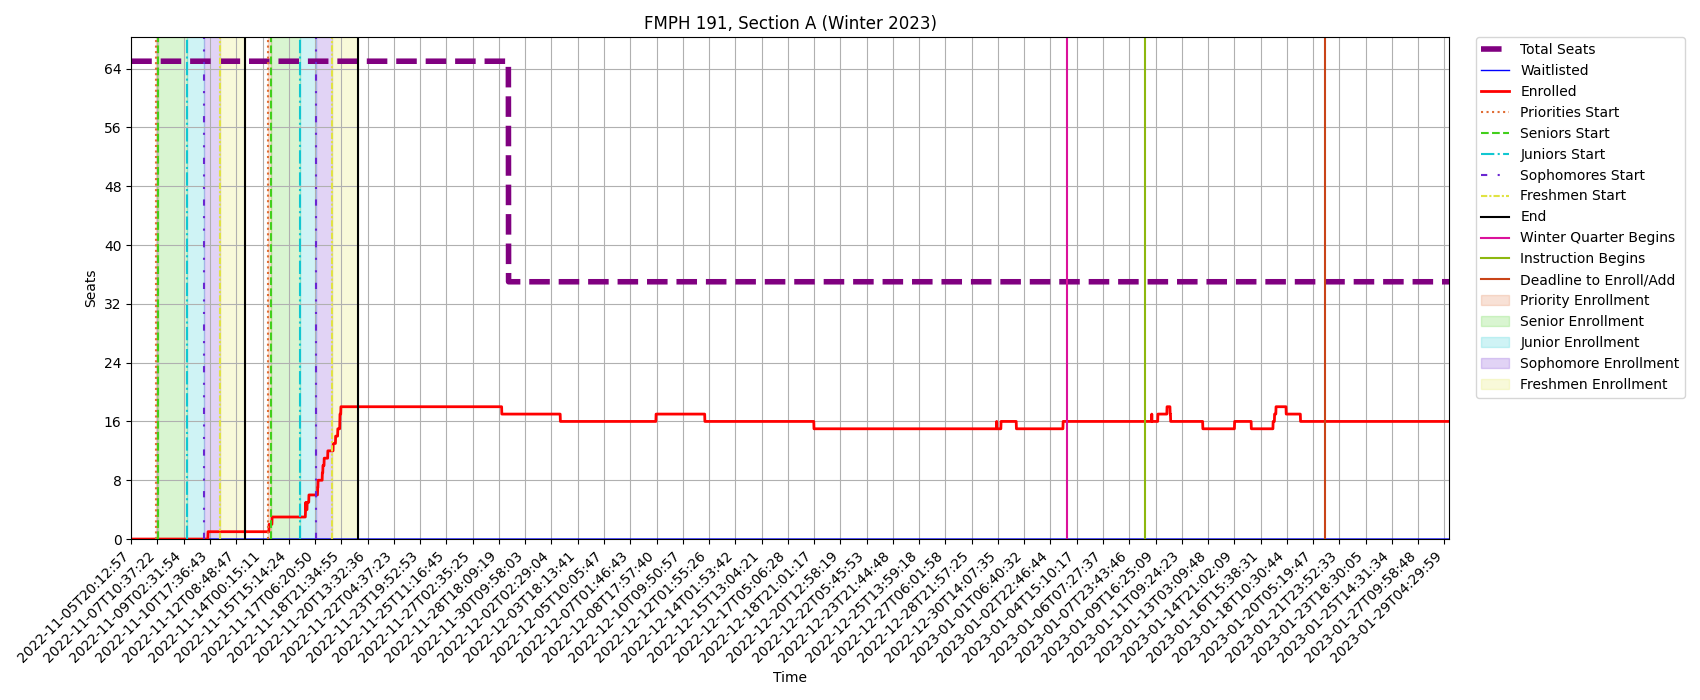 FMPH 191, Section A (Winter 2023)
Seats
64
56
48
40
32
24
16
8
0
2022-11-05T20:12:57
2022-11-07T10:37:22
2022-11-09T02:31:54
2022-11-10T17:36:43
2022-11-12T08:48:47
2022-11-14T00:15:11
2022-11-15T15:14:24
2022-11-17T06:20:50
2022-11-18T21:34:55
2022-11-20T13:32:36
2022-11-22T04:37:23
2022-11-23T19:52:53
2022-11-25T11:16:45
2022-11-27T02:35:25
2022-11-28T18:09:19
2022-11-30T09:58:03
2022-12-02T02:29:04
2022-12-03T18:13:41
2022-12-05T10:05:47
2022-12-07T01:46:43
2022-12-08T17:57:40
2022-12-10T09:50:57
2022-12-12T01:55:26
2022-12-14T01:53:42
2022-12-15T13:04:21
2022-12-17T05:06:28
2022-12-18T21:01:17
2022-12-20T12:58:19
2022-12-22T05:45:53
2022-12-23T21:44:48
2022-12-25T13:59:18
2022-12-27T06:01:58
2022-12-28T21:57:25
2022-12-30T14:07:35
2023-01-01T06:40:32
2023-01-02T22:46:44
2023-01-04T15:10:17
2023-01-06T07:27:37
2023-01-07T23:43:46
2023-01-09T16:25:09
2023-01-11T09:24:23
2023-01-13T03:09:48
2023-01-14T21:02:09
2023-01-16T15:38:31
2023-01-18T10:30:44
2023-01-20T05:19:47
2023-01-21T23:52:33
2023-01-23T18:30:05
2023-01-25T14:31:34
2023-01-27T09:58:48
2023-01-29T04:29:59
Time
Total Seats
Waitlisted
Enrolled
Priorities Start
Seniors Start
Juniors Start
Sophomores Start
Freshmen Start
End
Winter Quarter Begins
Instruction Begins
Deadline to Enroll/Add
Priority Enrollment
Senior Enrollment
Junior Enrollment
Sophomore Enrollment
Freshmen Enrollment